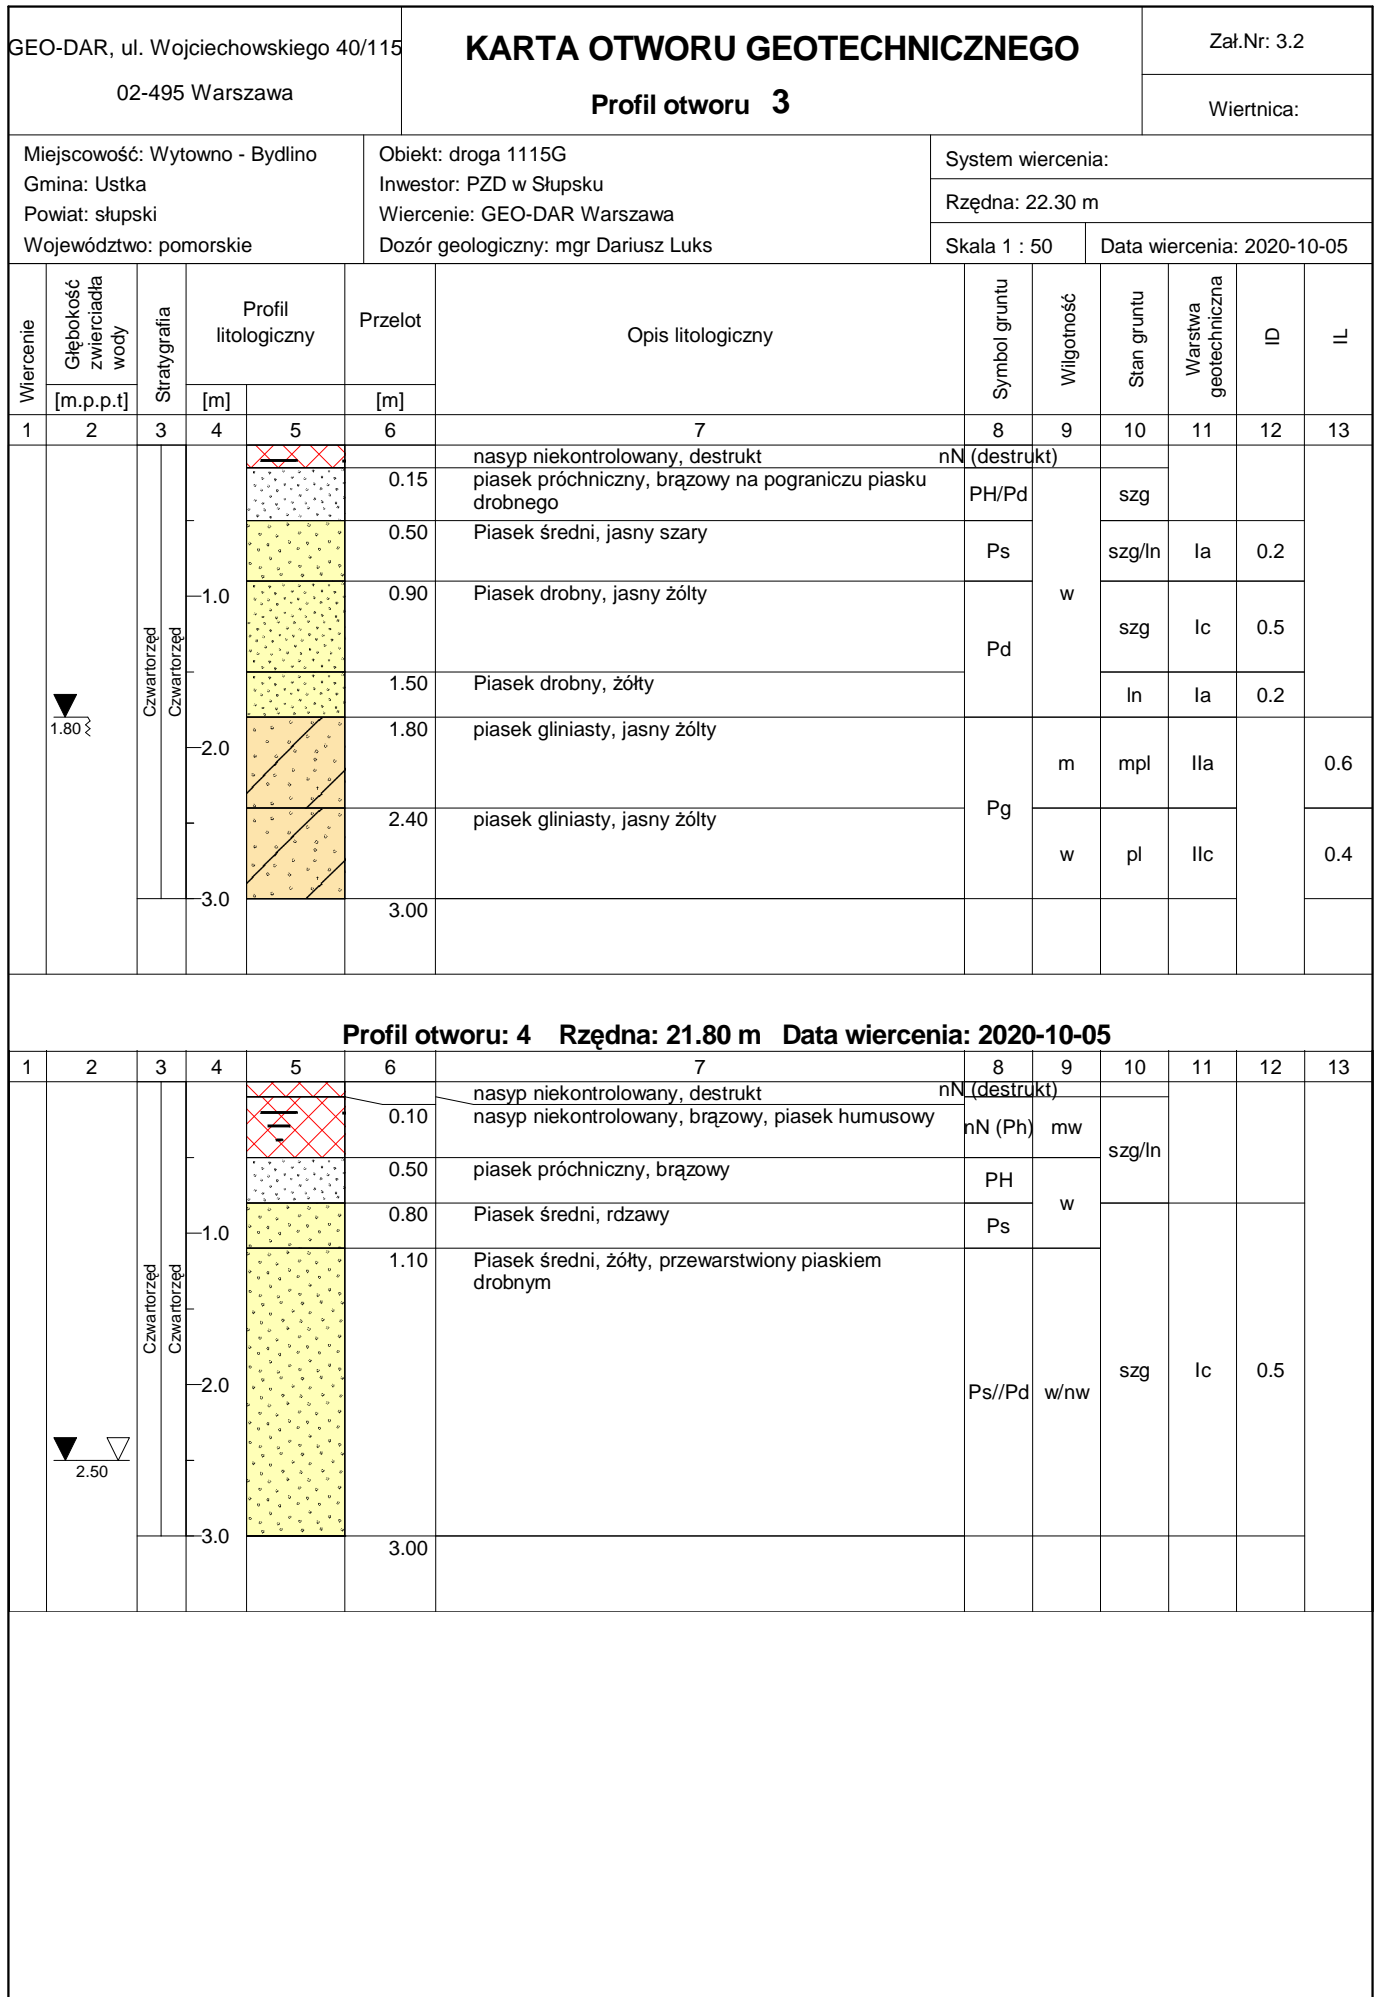 GEO-DAR, ul. Wojciechowskiego 40/115
02-495 Warszawa
KARTA OTWORU GEOTECHNICZNEGO
Profil otworu 3
Zał.Nr: 3.2
Wiertnica:
Miejscowość: Wytowno - Bydlino
Gmina: Ustka
Powiat: słupski
Województwo: pomorskie
Obiekt: droga 1115G
Inwestor: PZD w Słupsku
Wiercenie: GEO-DAR Warszawa
Dozór geologiczny: mgr Dariusz Luks
System wiercenia:
Rzędna: 22.30 m
Skala 1 : 50
Data wiercenia: 2020-10-05
Wiercenie
Głębokość zwierciadła wody
[m.p.p.t]
Stratygrafia
Profil litologiczny
[m]
Przelot
[m]
Opis litologiczny
Symbol gruntu
Wilgotność
Stan gruntu
Warstwa geotechniczna
ID
IL
1 2 3 4 5 6 7 8 9 10 11 12 13
nasyp niekontrolowany, destrukt nN (destrukt)
0.15 piasek próchniczny, brązowy na pograniczu piasku
drobnego
PH/Pd szg
0.50 Piasek średni, jasny szary
Ps szg/ln Ia 0.2
-1.0 0.90 Piasek drobny, jasny żólty w
Pd szg Ic 0.5
Czwartorzęd
Czwartorzęd
1.50 Piasek drobny, żółty
ln Ia 0.2
1.80
1.80 piasek gliniasty, jasny żólty
-2.0
m mpl IIa 0.6
Pg
2.40 piasek gliniasty, jasny żólty
w pl IIc 0.4
-3.0
3.00
Profil otworu: 4 Rzędna: 21.80 m Data wiercenia: 2020-10-05
1 2 3 4 5 6 7 8 9 10 11 12 13
nasyp niekontrolowany, destrukt nN (destrukt)
0.10 nasyp niekontrolowany, brązowy, piasek humusowy
nN (Ph) mw
szg/ln
0.50 piasek próchniczny, brązowy
PH
w
0.80 Piasek średni, rdzawy
-1.0
Ps
1.10 Piasek średni, żółty, przewarstwiony piaskiem
drobnym
Czwartorzęd
Czwartorzęd
szg Ic 0.5
-2.0
Ps//Pd w/nw
2.50
-3.0
3.00